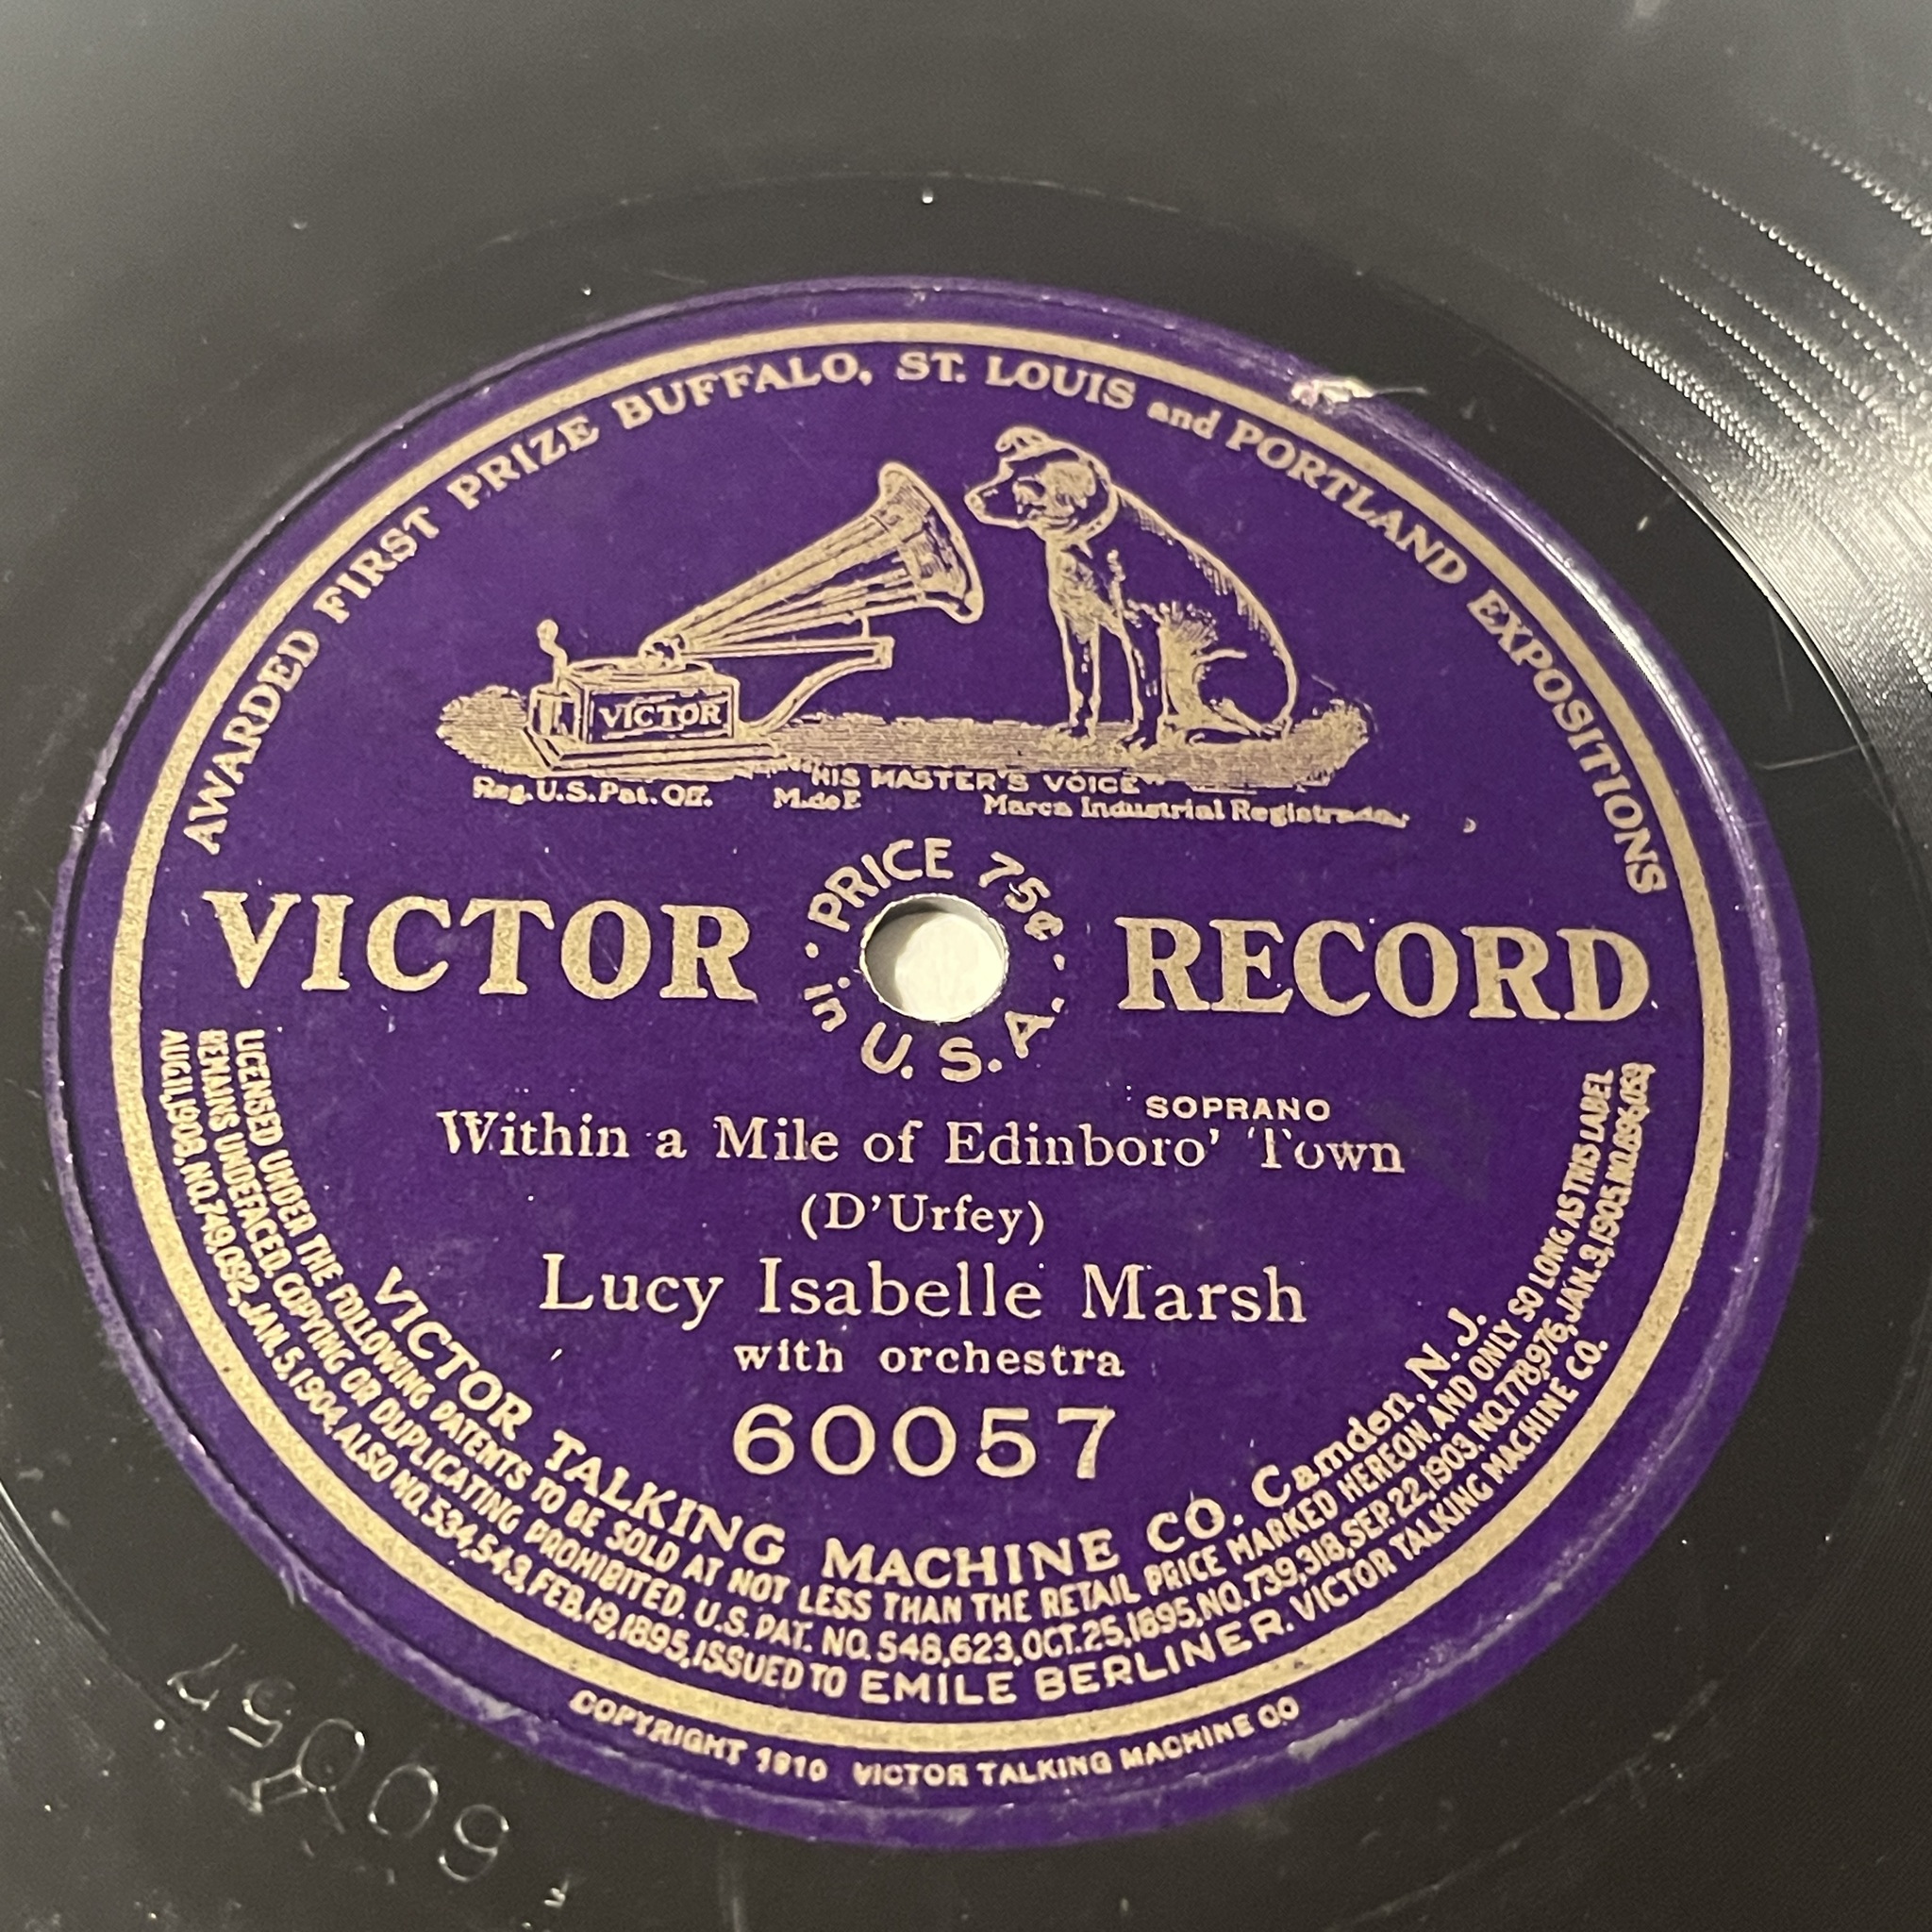 AWARDED FIRST PRIZE BUFFALO, ST. LOUIS and PORTLAND EXPOSITIONS
VICTOR
"HIS MASTER'S VOICE"
Reg. U.S. Pat. Off. M. de F. Marca Industrial Registrada
VICTOR RECORD
PRICE 75¢
in U.S.A.
SOPRANO
Within a Mile of Edinboro' Town
(D'Urfey)
Lucy Isabelle Marsh
with orchestra
60057
VICTOR TALKING MACHINE CO. Camden, N. J.
LICENSED UNDER THE FOLLOWING PATENTS TO BE SOLD AT NOT LESS THAN THE RETAIL PRICE MARKED HEREON, AND ONLY SO LONG AS THIS LABEL
REMAINS UNDEFACED. COPYING OR DUPLICATING PROHIBITED. U.S. PAT. NO. 548,623, OCT. 25, 1895, NO. 739,318, SEP. 22, 1903. NO. 778,976, JAN. 3, 1905. NO. 896,059,
AUG. 11, 1908, NO. 749,092, JAN. 5, 1904, ALSO NO. 534,543, FEB. 19, 1895, ISSUED TO EMILE BERLINER. VICTOR TALKING MACHINE CO.
COPYRIGHT 1910 VICTOR TALKING MACHINE CO
60057